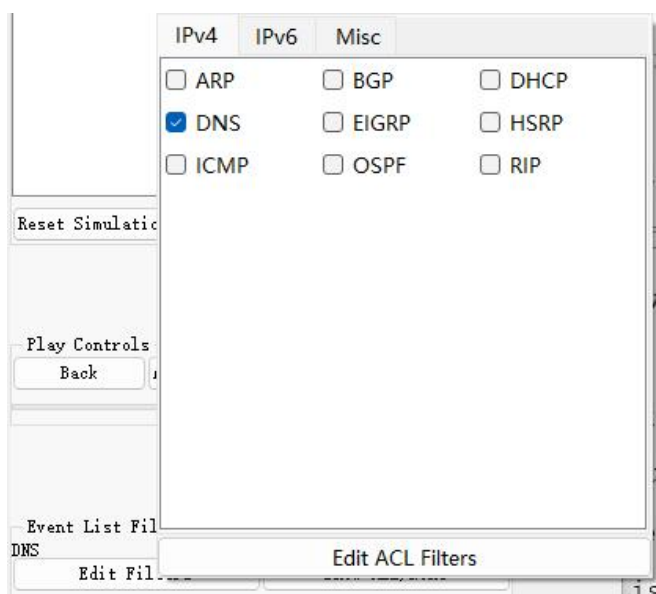 IPv4 IPv6 Misc
ARP BGP DHCP
DNS EIGRP HSRP
ICMP OSPF RIP
Reset Simulatio
Play Controls
Back
Event List Fil
DNS
Edit ACL Filters
Edit Fil